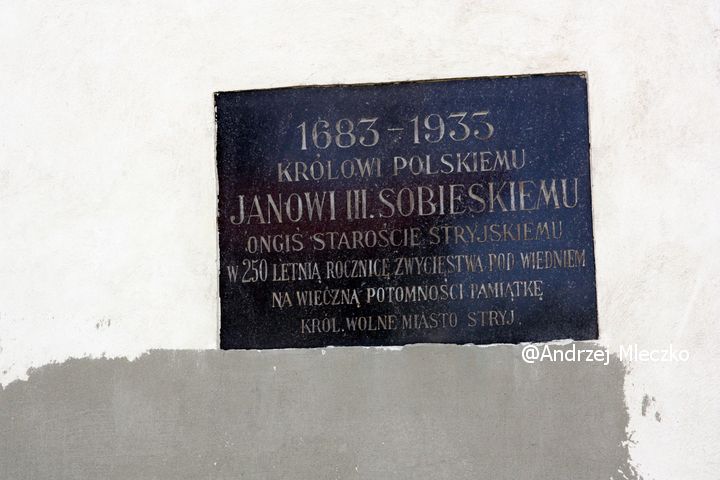 1683 – 1933
KRÓLOWI POLSKIEMU
JANOWI III. SOBIESKIEMU
ONGIŚ STAROŚCIE STRYJSKIEMU
W 250 LETNIĄ ROCZNICĘ ZWYCIĘSTWA POD WIEDNIEM
NA WIECZNĄ POTOMNOŚCI PAMIĄTKĘ
KRÓL. WOLNE MIASTO STRYJ.
@Andrzej Mleczko